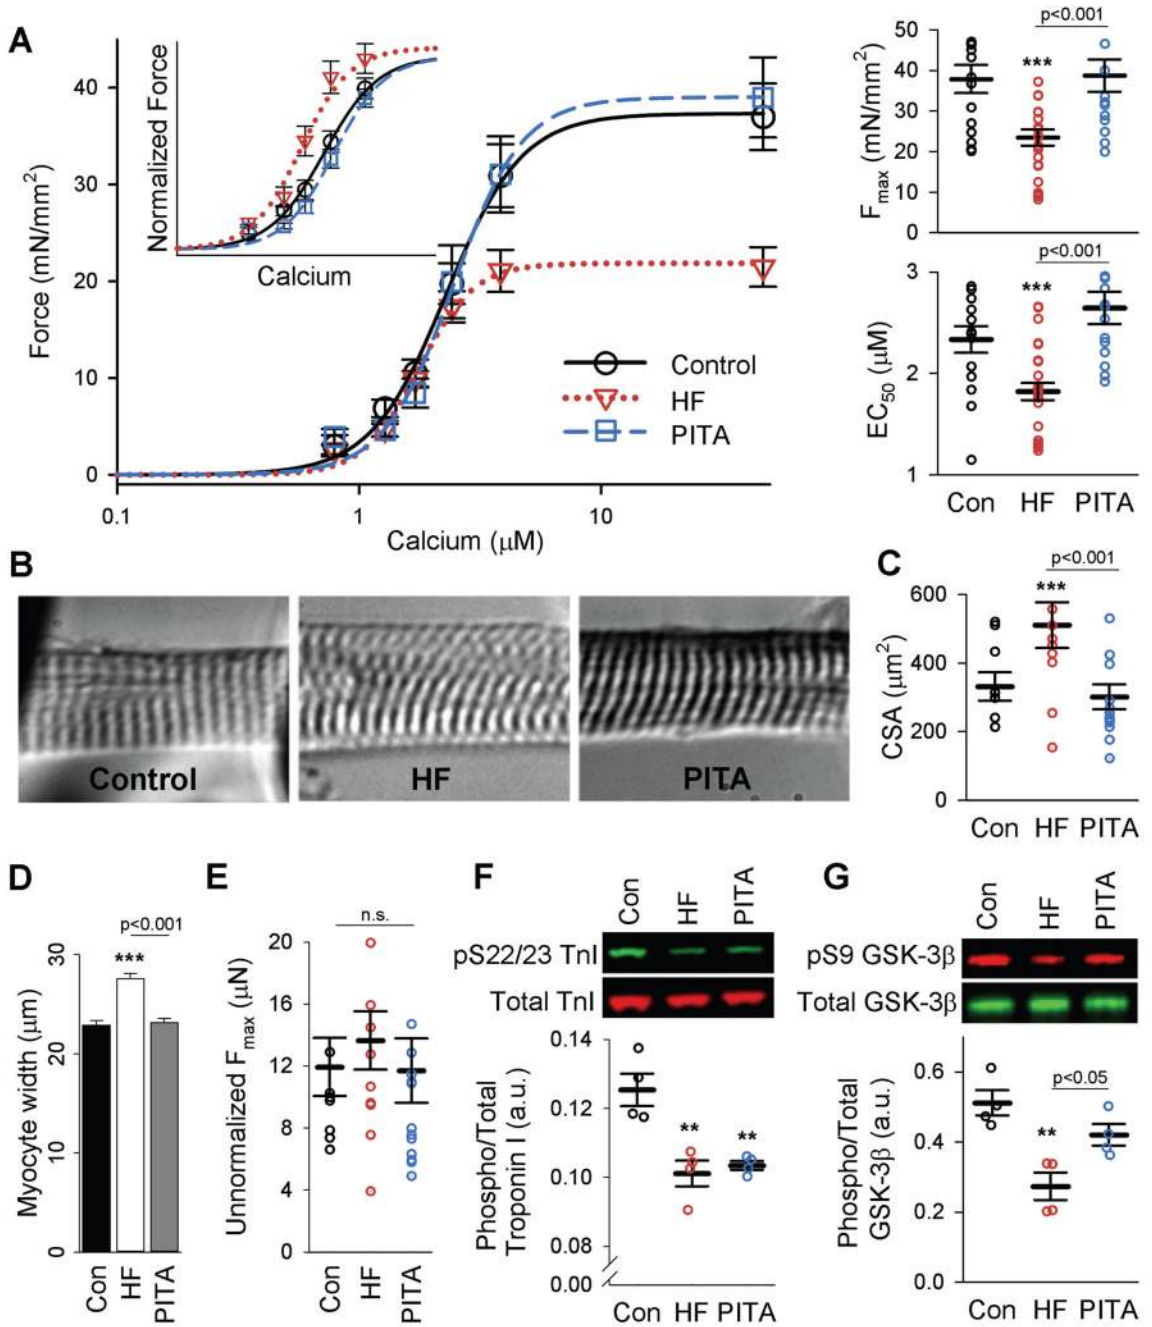 A
Normalized Force
Calcium
Force (mN/mm²)
40
30
20
10
0
0.1
1
10
Calcium (μM)
Control
HF
PITA
p<0.001
***
Fmax (mN/mm²)
50
40
30
20
10
0
p<0.001
***
EC50 (μM)
3
2
1
Con HF PITA
B
Control
HF
PITA
C
p<0.001
***
CSA (μm²)
600
400
200
0
Con HF PITA
D
p<0.001
***
Myocyte width (μm)
30
20
10
0
Con
HF
PITA
E
n.s.
Unnormalized Fmax (μN)
20
16
12
8
4
0
Con
HF
PITA
F
Con
HF
PITA
pS22/23 TnI
Total TnI
Phospho/Total
Troponin I (a.u.)
0.14
0.12
0.10
0.08
0.00
**
**
Con HF PITA
G
Con
HF
PITA
pS9 GSK-3β
Total GSK-3β
Phospho/Total
GSK-3β (a.u.)
0.6
0.4
0.2
0.0
p<0.05
**
Con HF PITA